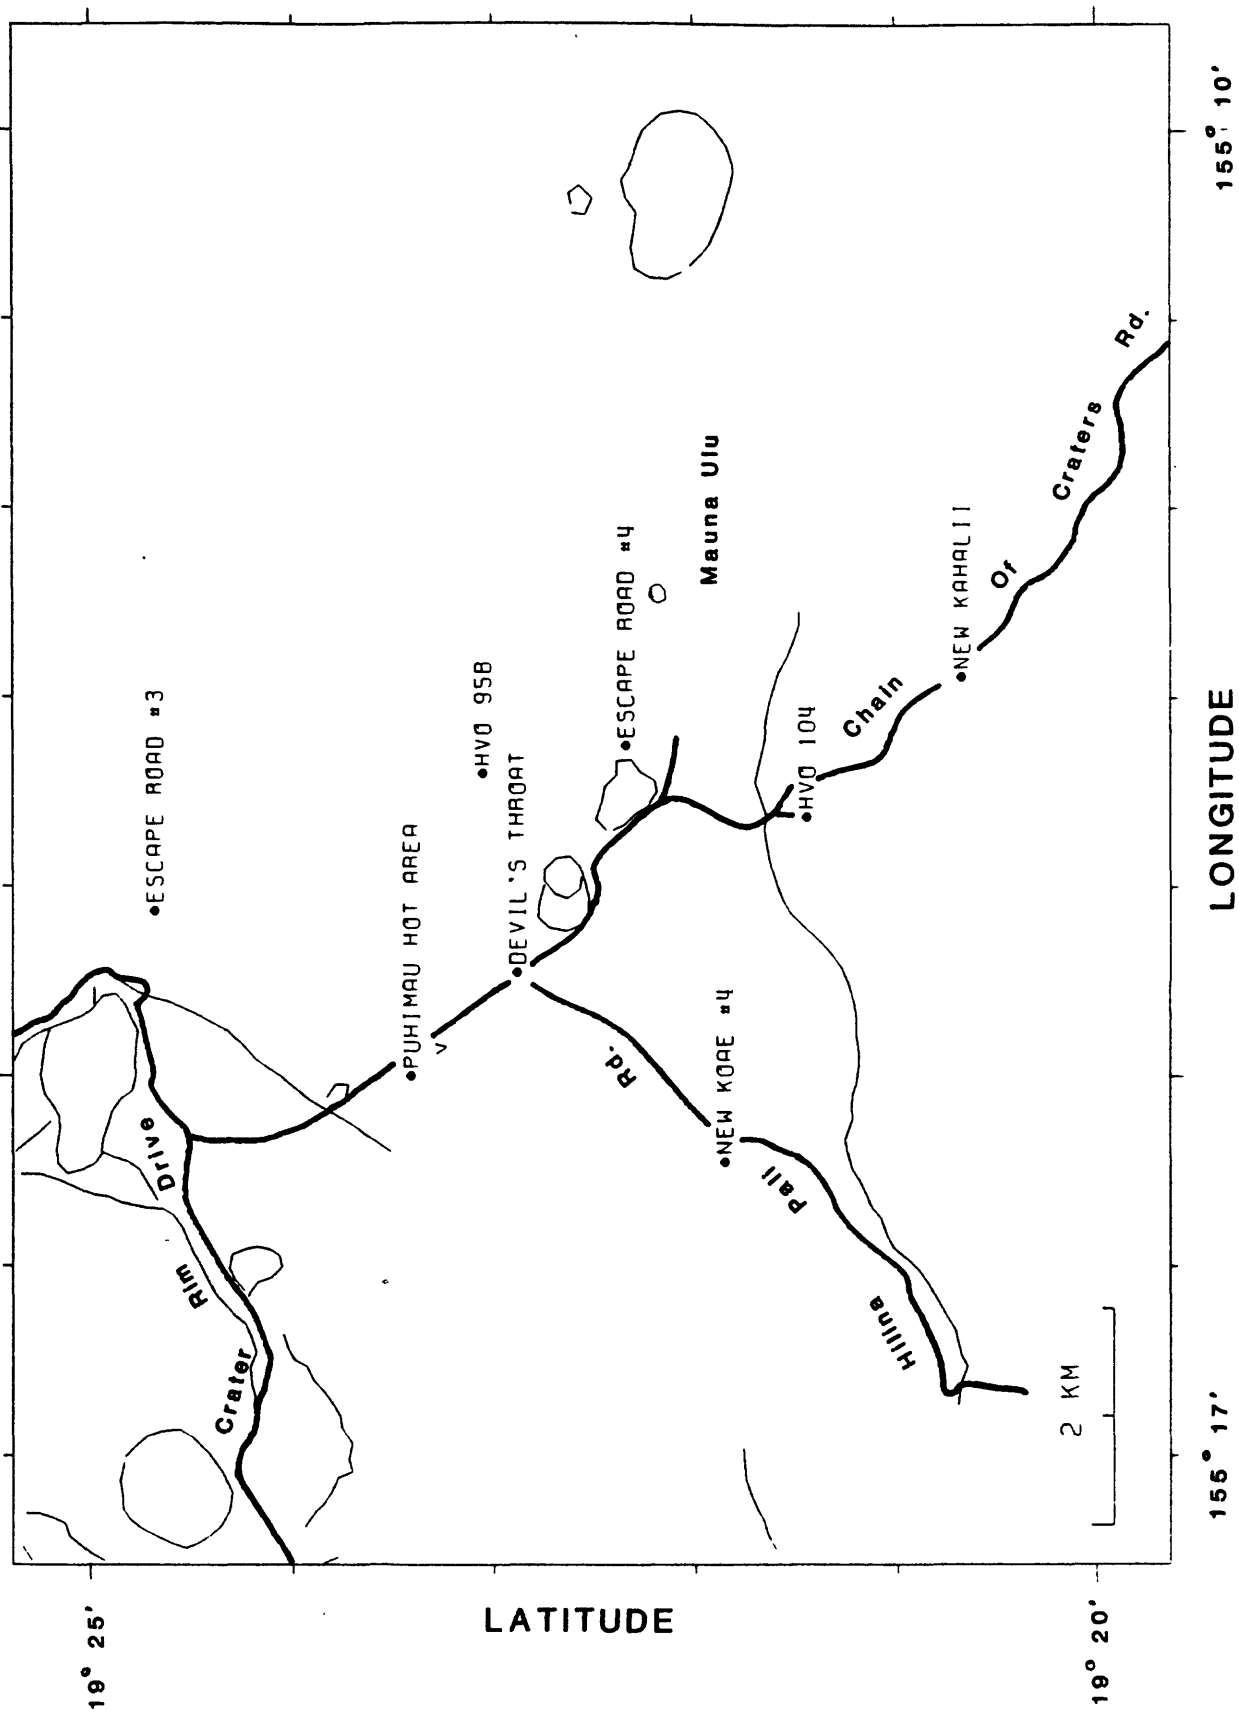 19° 25'
19° 20'
LATITUDE
155° 17'
155° 10'
LONGITUDE
Crater
Rim
Drive
ESCAPE ROAD #3
PUHIMAU HOT AREA
HVO 95B
DEVIL'S THROAT
ESCAPE ROAD #4
Mauna Ulu
NEW KOAE #4
HVO 104
NEW KAHALII
Hilina
Pali
Rd.
Chain
Of
Craters
Rd.
2 KM